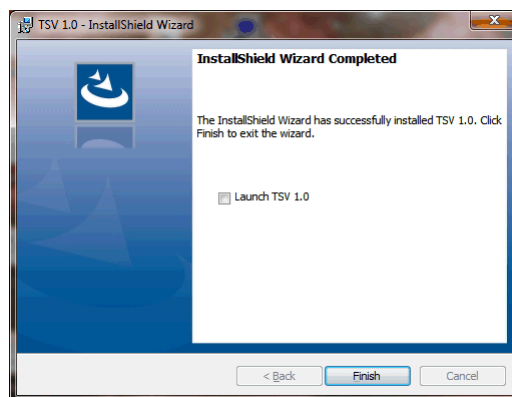 TSV 1.0 - InstallShield Wizard
InstallShield Wizard Completed
The InstallShield Wizard has successfully installed TSV 1.0. Click
Finish to exit the wizard.
Launch TSV 1.0
< Back
Finish
Cancel